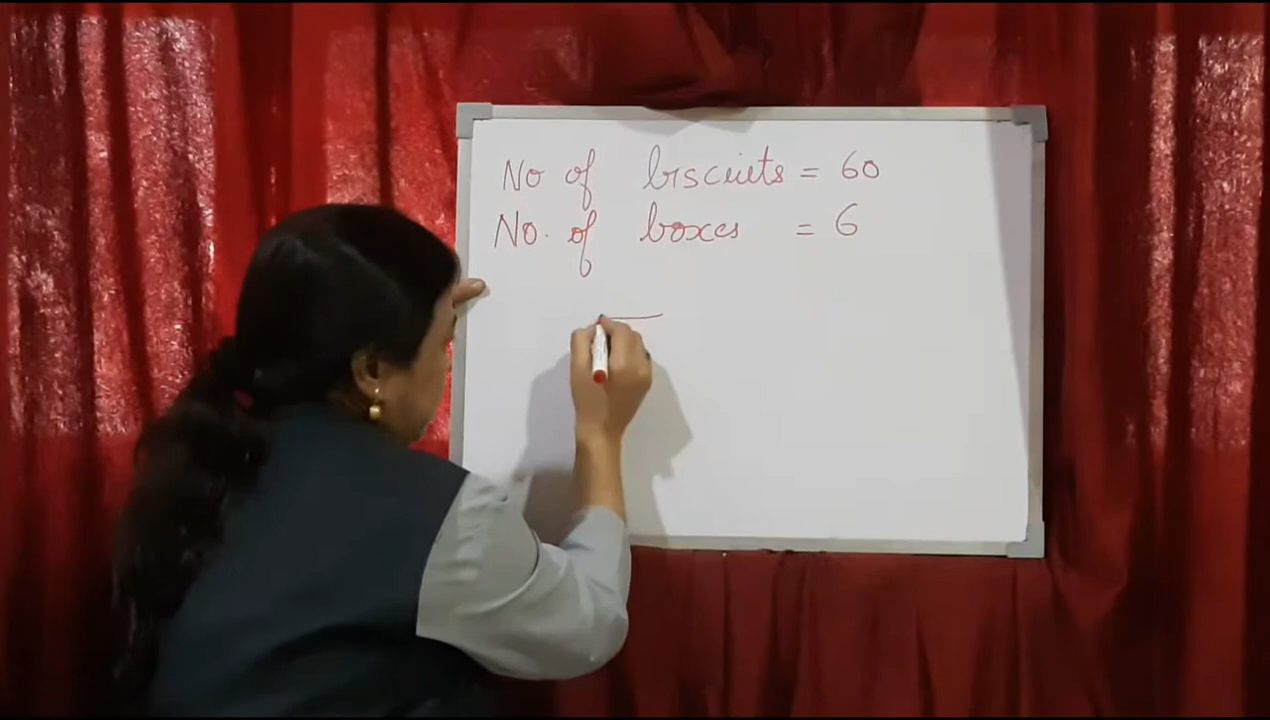 No of biscuits = 60
No. of boxes = 6